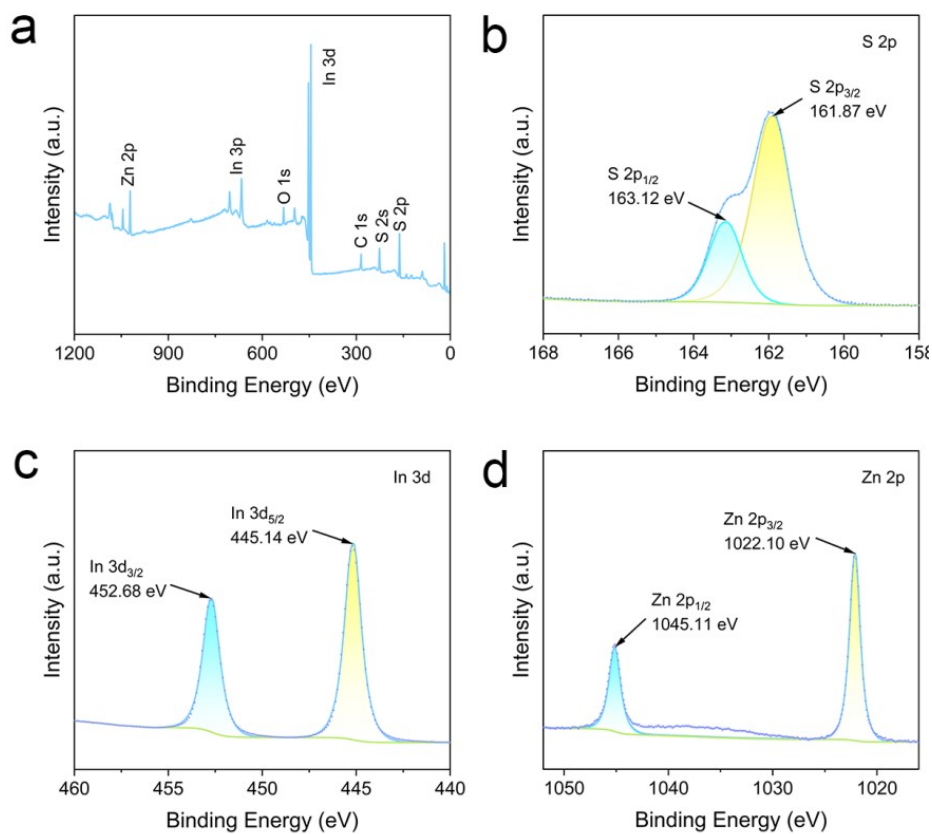 a
Intensity (a.u.)
Zn 2p
In 3p
O 1s
In 3d
C 1s
S 2s
S 2p
1200
900
600
300
0
Binding Energy (eV)
b
Intensity (a.u.)
S 2p
S 2p3/2
161.87 eV
S 2p1/2
163.12 eV
168
166
164
162
160
158
Binding Energy (eV)
c
Intensity (a.u.)
In 3d
In 3d5/2
445.14 eV
In 3d3/2
452.68 eV
460
455
450
445
440
Binding Energy (eV)
d
Intensity (a.u.)
Zn 2p
Zn 2p3/2
1022.10 eV
Zn 2p1/2
1045.11 eV
1050
1040
1030
1020
Binding Energy (eV)